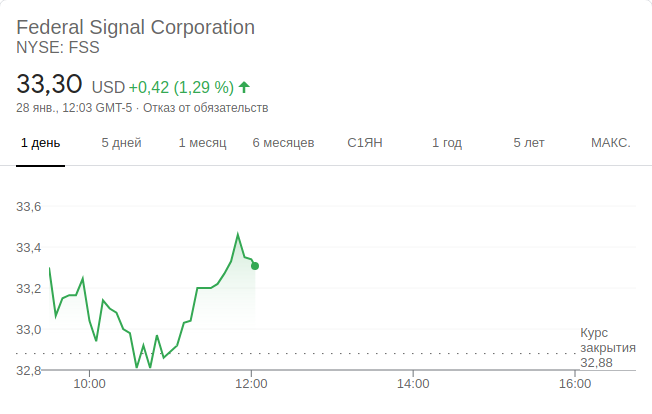 Federal Signal Corporation
NYSE: FSS
33,30 USD +0,42 (1,29 %)
28 янв., 12:03 GMT-5 · Отказ от обязательств
1 день 5 дней 1 месяц 6 месяцев С1ЯН 1 год 5 лет МАКС.
33,6
33,4
33,2
33,0
32,8
Курс
закрытия
32,88
10:00 12:00 14:00 16:00